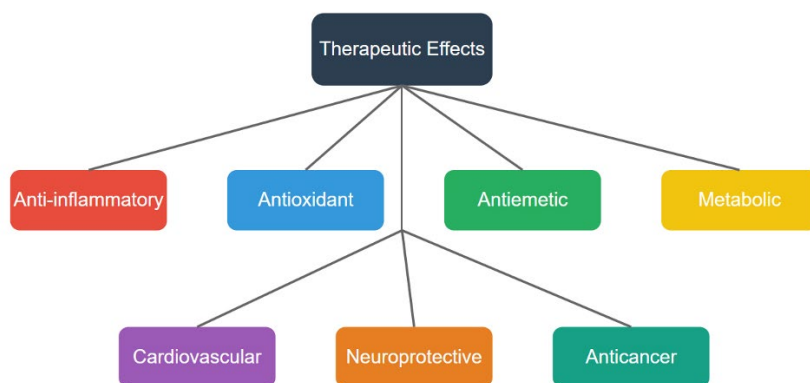 Therapeutic Effects
Anti-inflammatory
Antioxidant
Antiemetic
Metabolic
Cardiovascular
Neuroprotective
Anticancer